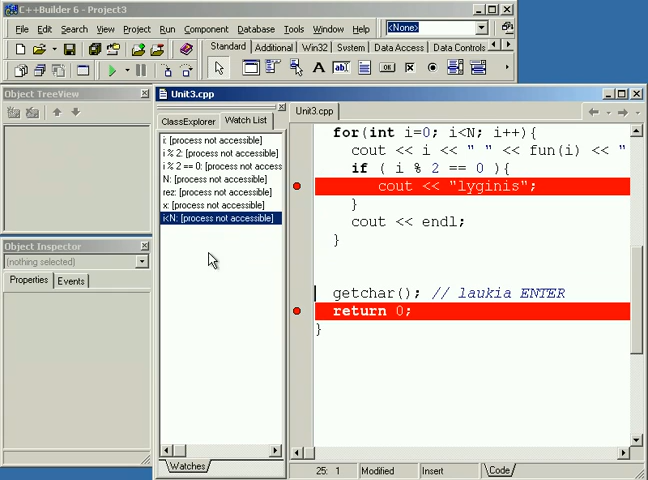 C++Builder 6 - Project3
File Edit Search View Project Run Component Database Tools Window Help
<None>
Standard Additional Win32 System Data Access Data Controls
Object TreeView
Object Inspector
(nothing selected)
Properties Events
Unit3.cpp
ClassExplorer Watch List
i: [process not accessible]
i % 2: [process not accessible]
i % 2 == 0: [process not access
N: [process not accessible]
rez: [process not accessible]
x: [process not accessible]
i<N: [process not accessible]
Watches
Unit3.cpp
for(int i=0; i<N; i++){
cout << i << " " << fun(i) << "
if ( i % 2 == 0 ){
cout << "lyginis";
}
cout << endl;
}
getchar(); // laukia ENTER
return 0;
}
25: 1 Modified Insert Code